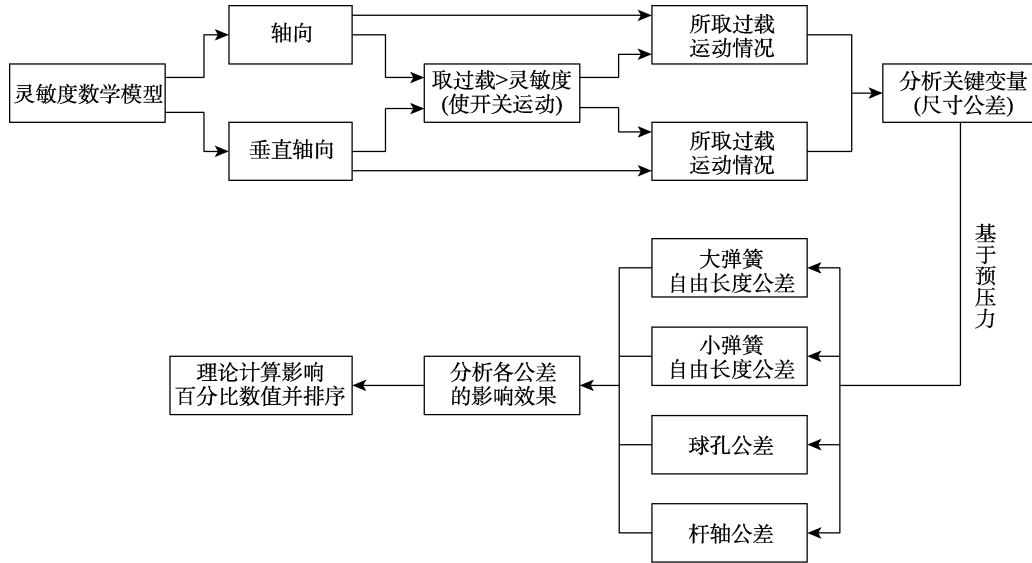 灵敏度数学模型
轴向
垂直轴向
取过载>灵敏度
(使开关运动)
所取过载
运动情况
所取过载
运动情况
分析关键变量
(尺寸公差)
基于预压力
大弹簧
自由长度公差
小弹簧
自由长度公差
球孔公差
杆轴公差
分析各公差
的影响效果
理论计算影响
百分比数值并排序